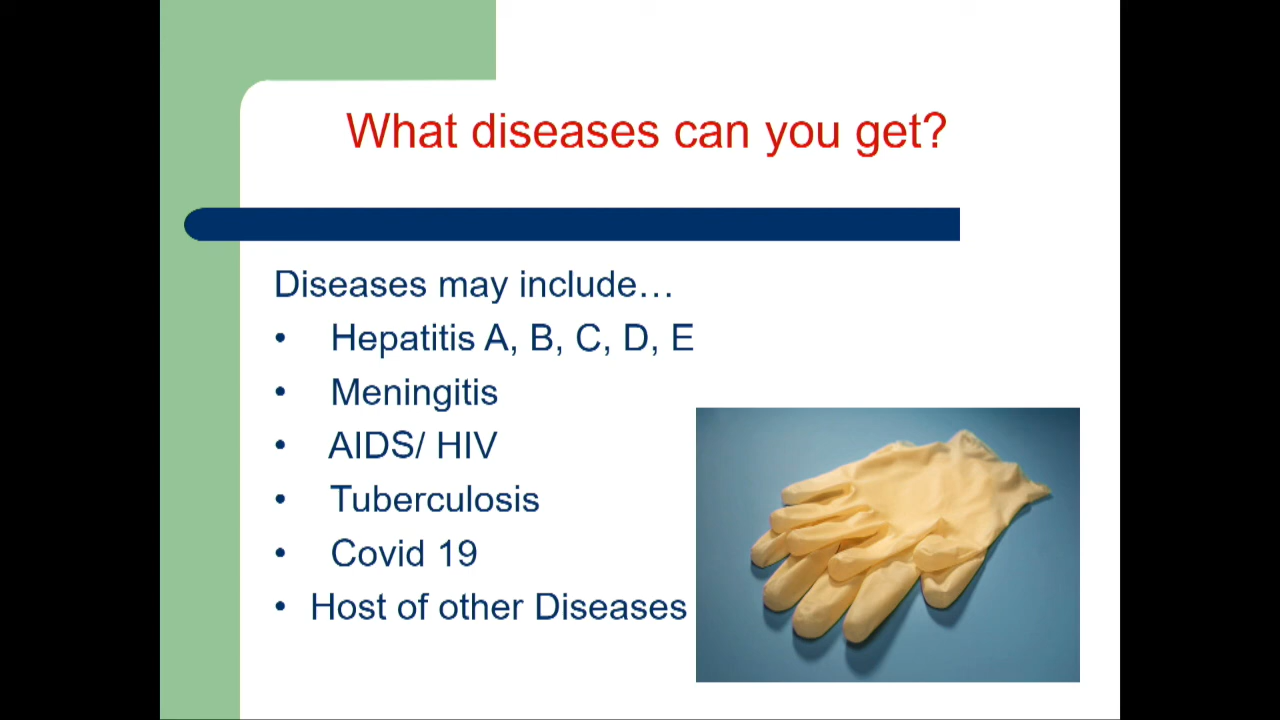 What diseases can you get?
Diseases may include…
• Hepatitis A, B, C, D, E
• Meningitis
• AIDS/ HIV
• Tuberculosis
• Covid 19
• Host of other Diseases